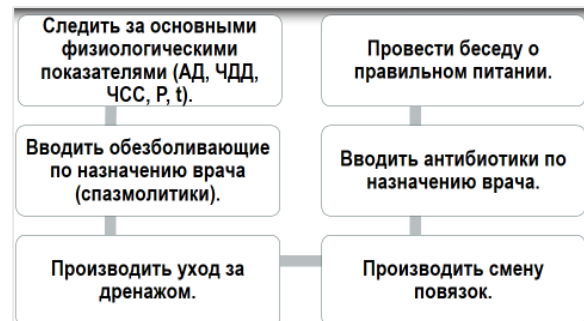 Следить за основными
физиологическими
показателями (АД, ЧДД,
ЧСС, Р, t).
Вводить обезболивающие
по назначению врача
(спазмолитики).
Производить уход за
дренажом.
Производить смену
повязок.
Вводить антибиотики по
назначению врача.
Провести беседу о
правильном питании.